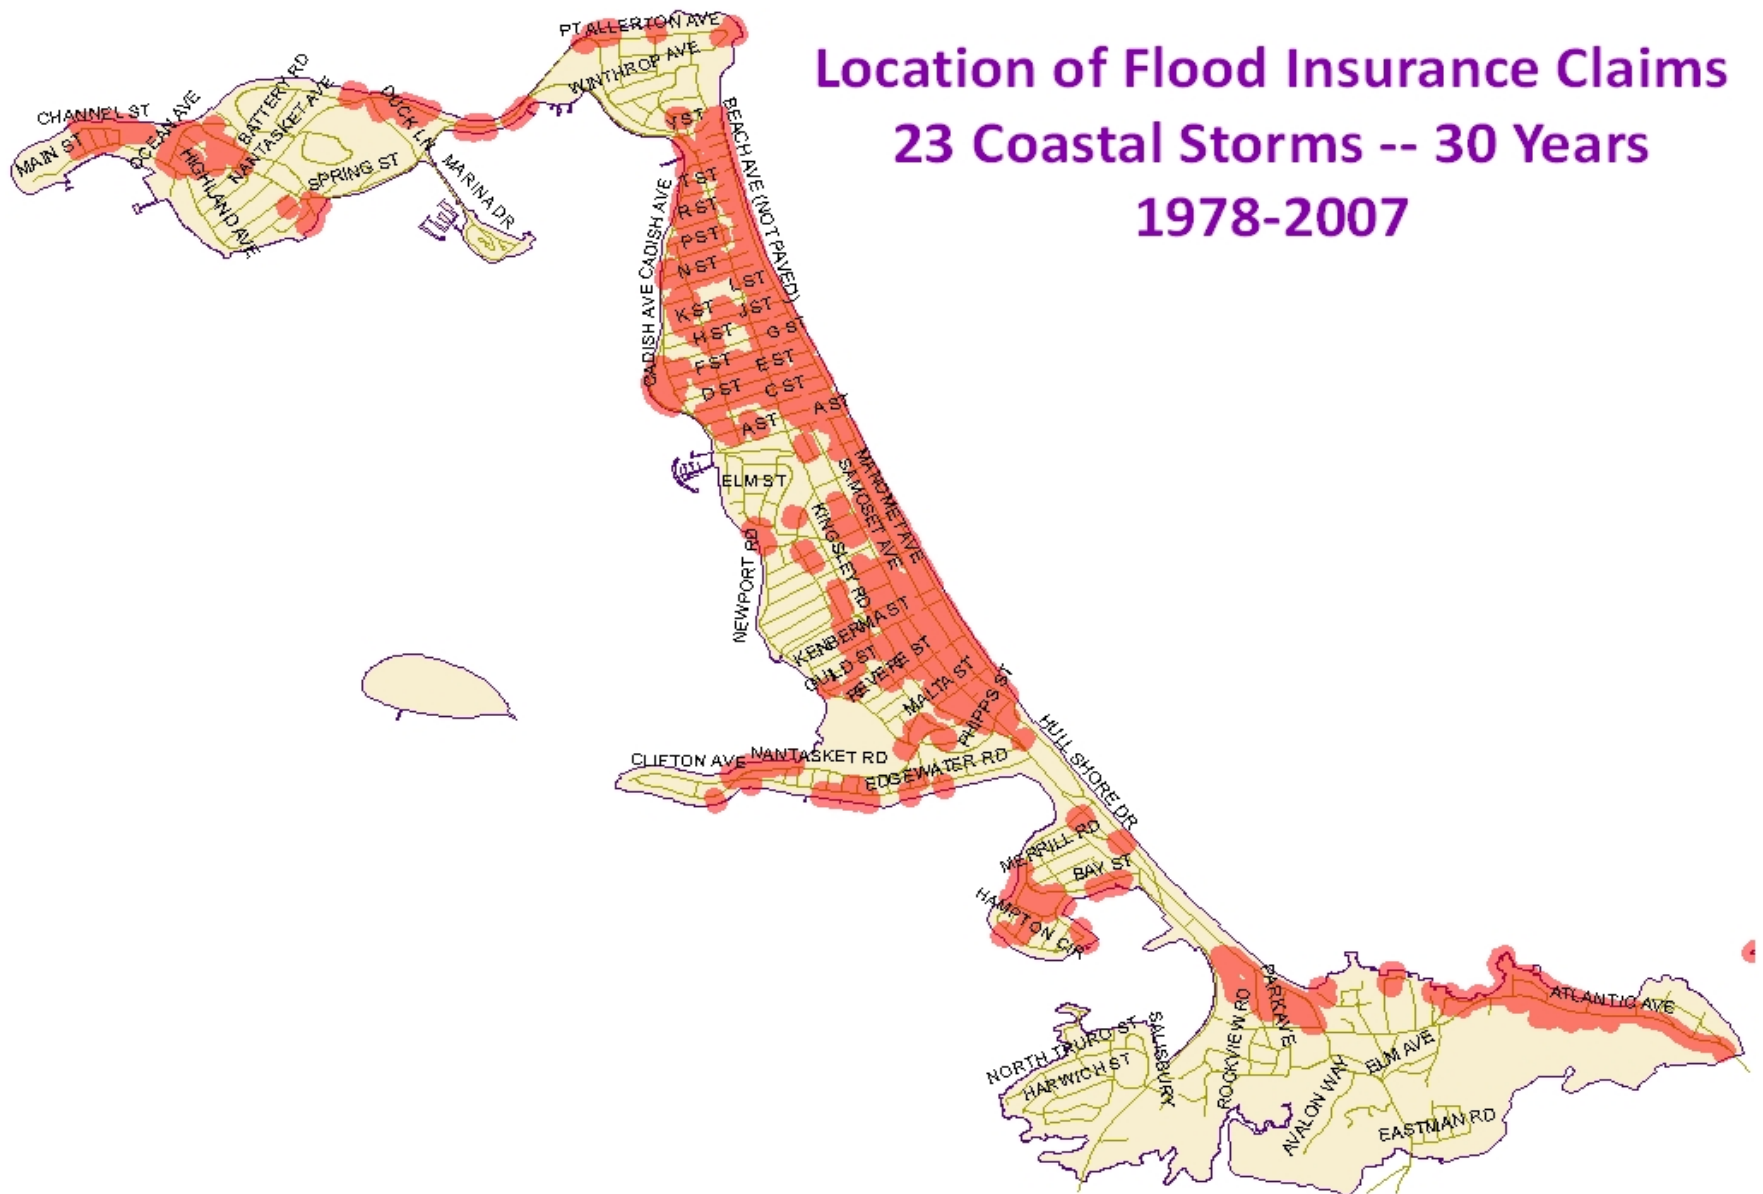 Location of Flood Insurance Claims
23 Coastal Storms -- 30 Years
1978-2007
PT ALLERTON AVE
WINTHROP AVE
BATTERY RD
NANTASKET AVE
DUCK LN
CHANNEL ST
OCEAN AVE
MAIN ST
HIGHLAND AVE
SPRING ST
MARINA DR
BEACH AVE (NOT PAVED)
Y ST
T ST
R ST
P ST
N ST
L ST
K ST
J ST
H ST
G ST
F ST
E ST
D ST
C ST
A ST
A ST
CADISH AVE CADISH AVE
ELM ST
MANOMET AVE
SAMOSET AVE
KINGSLEY RD
NEWPORT RD
KENBERMA ST
GUILD ST
REVERE ST
MALTA ST
PHIPPS ST
CLIFTON AVE
NANTASKET RD
EDGEWATER RD
HULL SHORE DR
MERRILL RD
BAY ST
HAMPTON CIR
PARK AVE
ATLANTIC AVE
ROCKVIEW RD
SALISBURY
NORTH TRURO ST
HARWICH ST
AVALON WAY
ELM AVE
EASTMAN RD